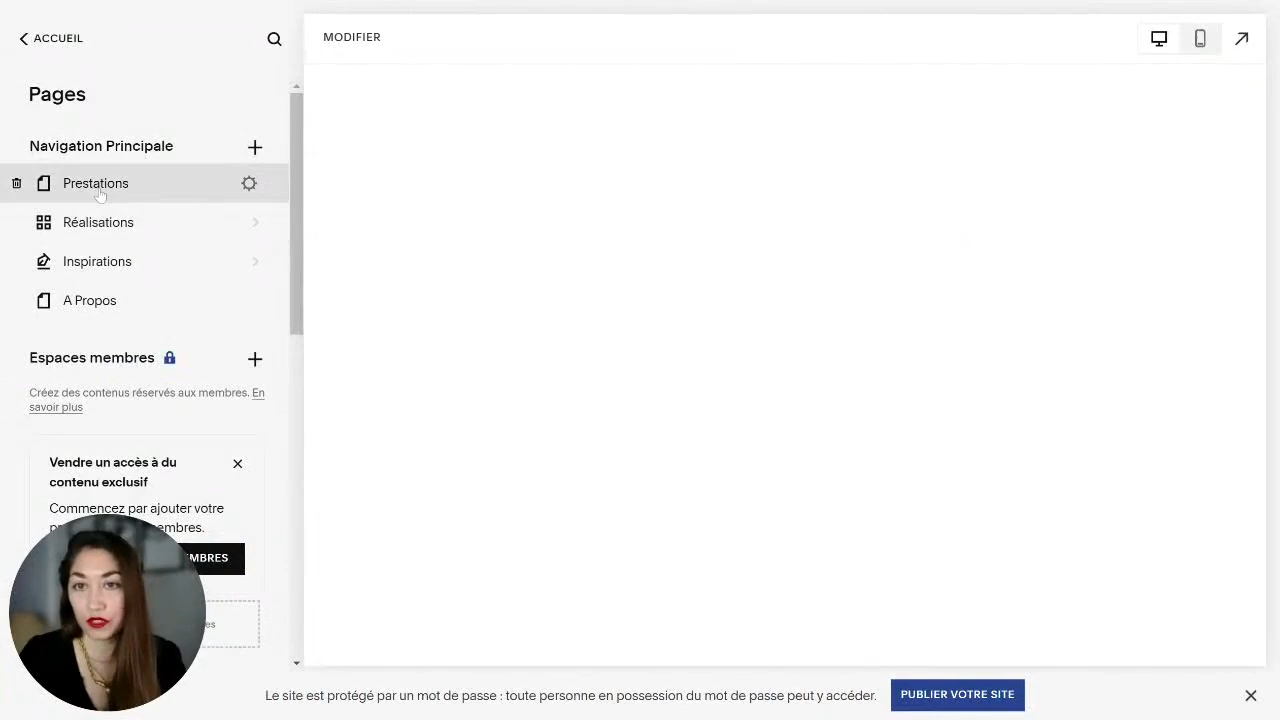 ACCUEIL
MODIFIER
Pages
Navigation Principale
Prestations
Réalisations
Inspirations
A Propos
Espaces membres
Créez des contenus réservés aux membres. En
savoir plus
Vendre un accès à du
contenu exclusif
Commencez par ajouter votre
Le site est protégé par un mot de passe : toute personne en possession du mot de passe peut y accéder.
PUBLIER VOTRE SITE